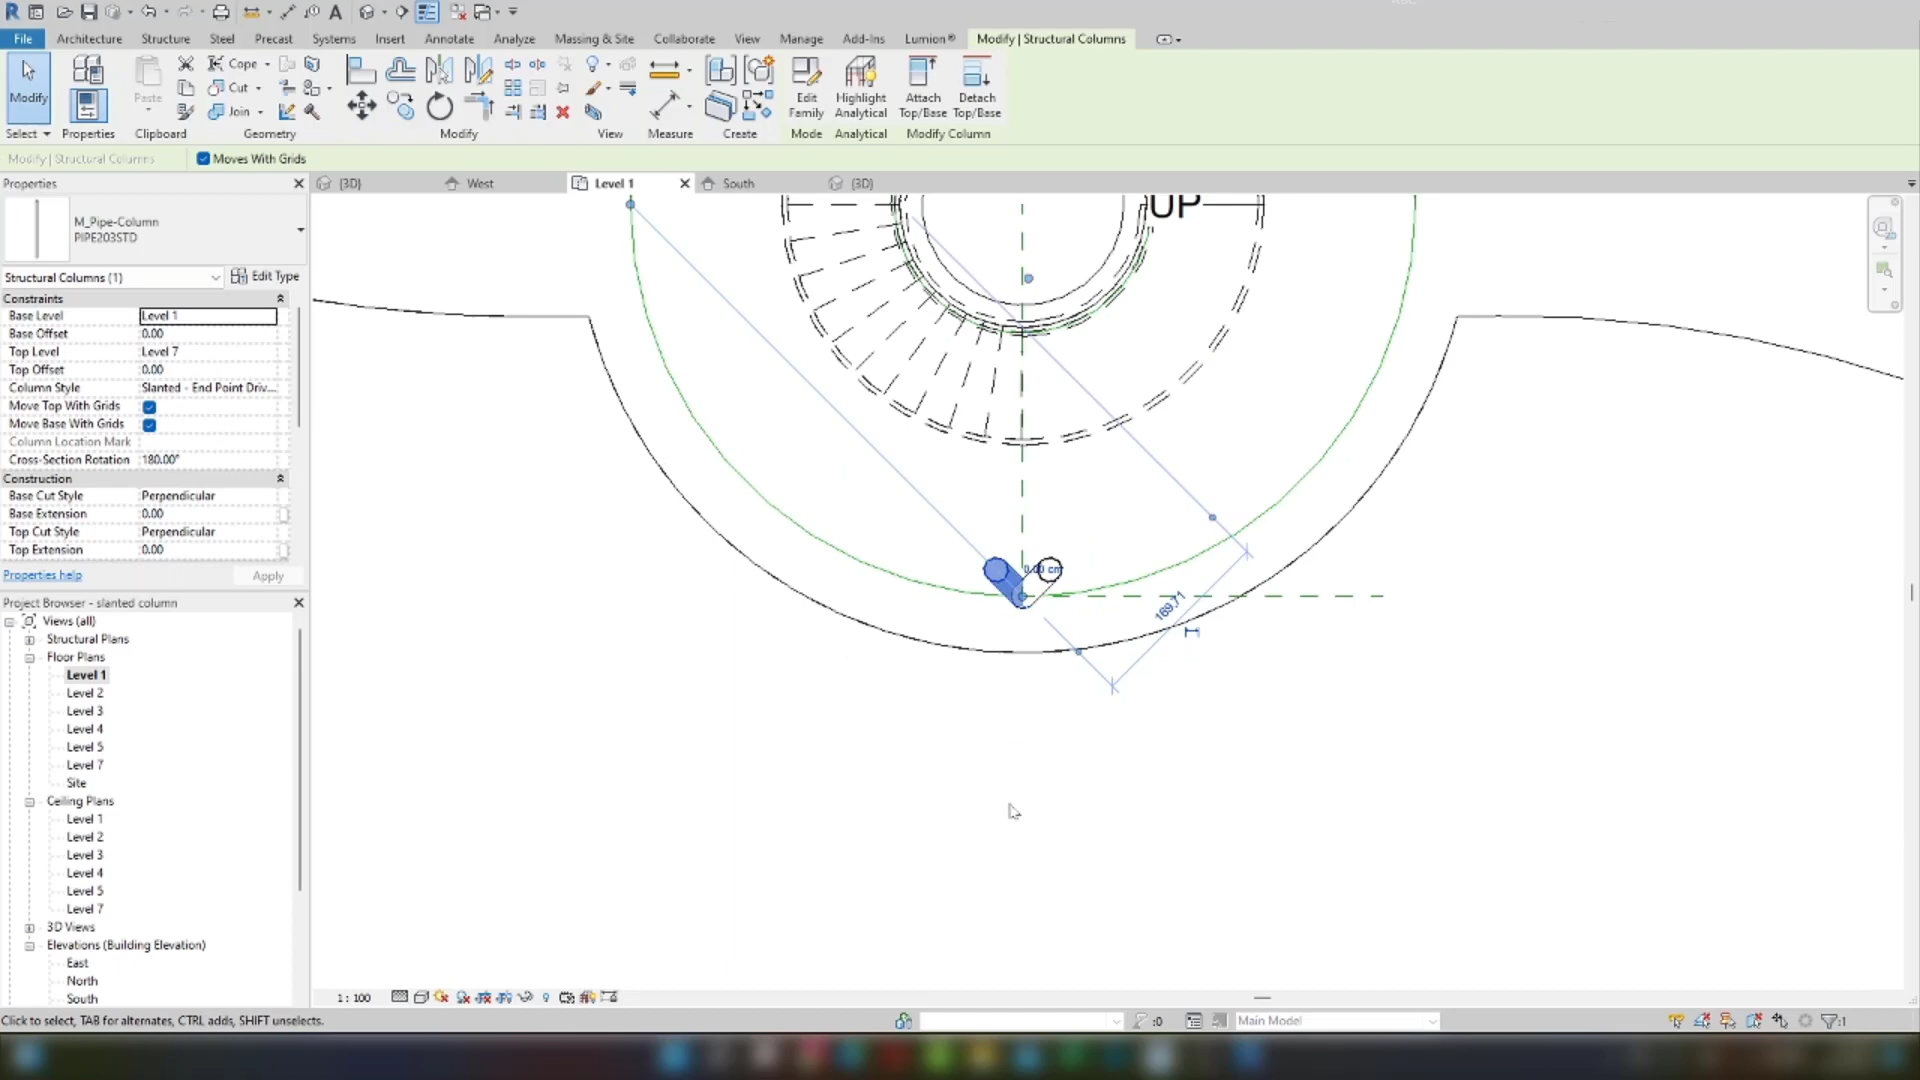 File Architecture Structure Steel Precast Systems Insert Annotate Analyze Massing & Site Collaborate View Manage Add-Ins Lumion® Modify | Structural Columns
Modify
Properties
Paste
Cope
Cut
Join
Edit Family
Highlight Analytical
Attach Top/Base
Detach Top/Base
Select Properties Clipboard Geometry Modify View Measure Create Mode Analytical Modify Column
Modify | Structural Columns Moves With Grids
Properties
{3D} West Level 1 South {3D}
M_Pipe-Column
PIPE203STD
Structural Columns (1) Edit Type
Constraints
Base Level Level 1
Base Offset 0.00
Top Level Level 7
Top Offset 0.00
Column Style Slanted - End Point Driv...
Move Top With Grids
Move Base With Grids
Column Location Mark
Cross-Section Rotation 180.00°
Construction
Base Cut Style Perpendicular
Base Extension 0.00
Top Cut Style Perpendicular
Top Extension 0.00
Properties help Apply
Project Browser - slanted column
Views (all)
Structural Plans
Floor Plans
Level 1
Level 2
Level 3
Level 4
Level 5
Level 7
Site
Ceiling Plans
Level 1
Level 2
Level 3
Level 4
Level 5
Level 7
3D Views
Elevations (Building Elevation)
East
North
South
UP
169.71
1 : 100
Click to select, TAB for alternates, CTRL adds, SHIFT unselects.
:0
Main Model
:1